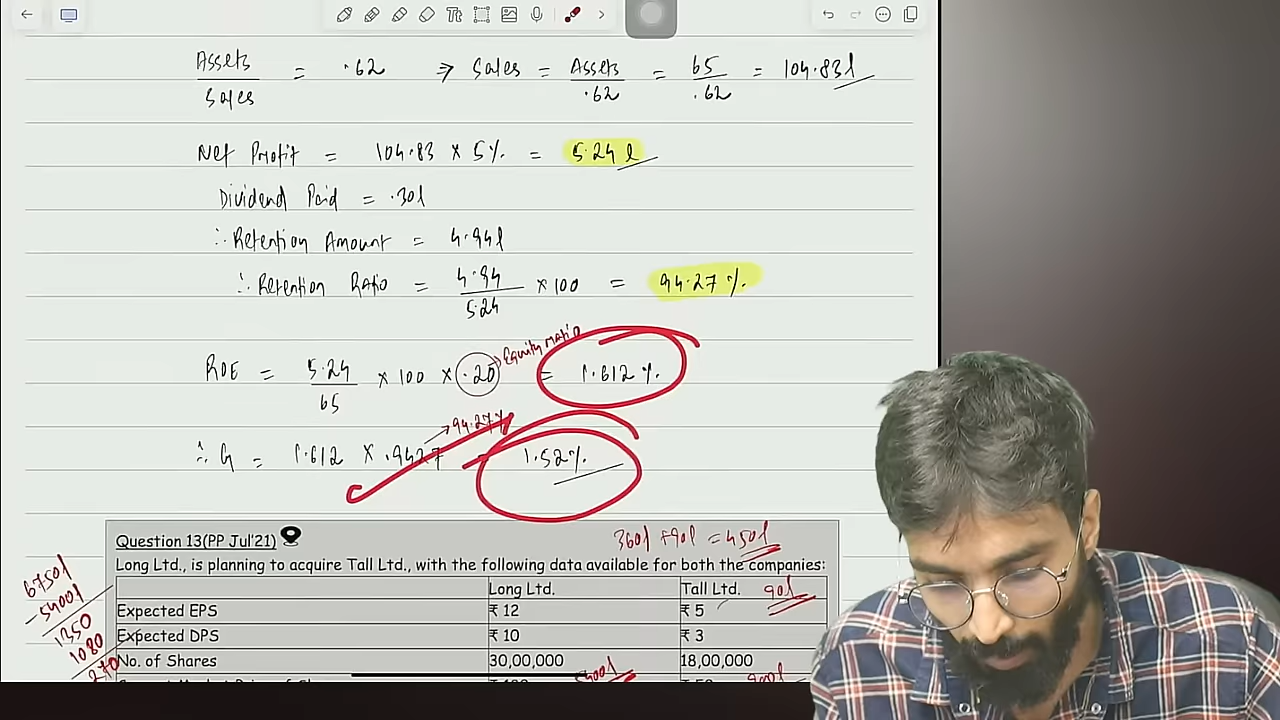 Assets / Sales = .62 ⇒ Sales = Assets / .62 = 65 / .62 = 104.83l
Net Profit = 104.83 × 5% = 5.24 l
Dividend Paid = .30l
∴ Retention Amount = 4.94l
∴ Retention Ratio = 4.94 / 5.24 × 100 = 94.27 %
ROE = 5.24 / 65 × 100 × .20 → Equity Ratio = 1.612 %
→ 94.27%
∴ G = 1.612 × .9427 = 1.52%
Question 13(PP Jul'21)
360l + 90l = 450l
Long Ltd., is planning to acquire Tall Ltd., with the following data available for both the companies:
Long Ltd. Tall Ltd. 90l
Expected EPS ₹ 12 ₹ 5
Expected DPS ₹ 10 ₹ 3
No. of Shares 30,00,000 18,00,000
6750l
-5400l
1350
1080
270